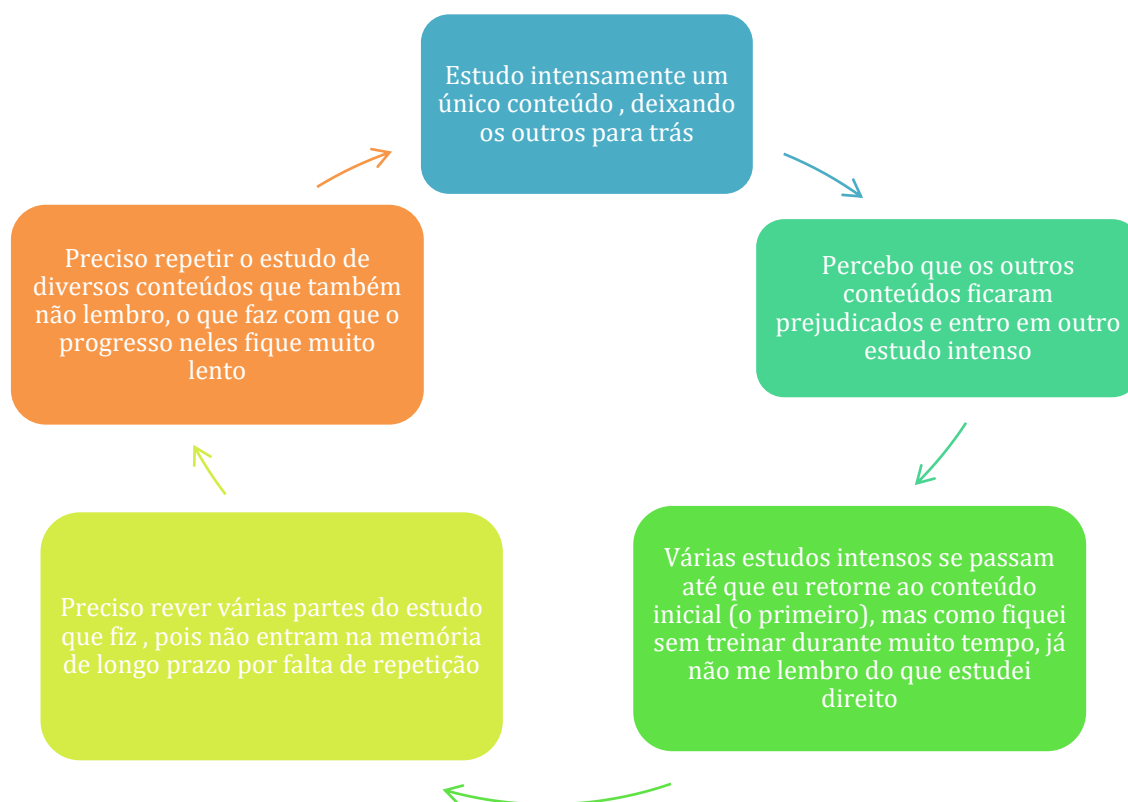 Estudo intensamente um
único conteúdo , deixando
os outros para trás
Percebo que os outros
conteúdos ficaram
prejudicados e entro em outro
estudo intenso
Várias estudos intensos se passam
até que eu retorne ao conteúdo
inicial (o primeiro), mas como fiquei
sem treinar durante muito tempo, já
não me lembro do que estudei
direito
Preciso rever várias partes do estudo
que fiz , pois não entram na memória
de longo prazo por falta de repetição
Preciso repetir o estudo de
diversos conteúdos que também
não lembro, o que faz com que o
progresso neles fique muito
lento